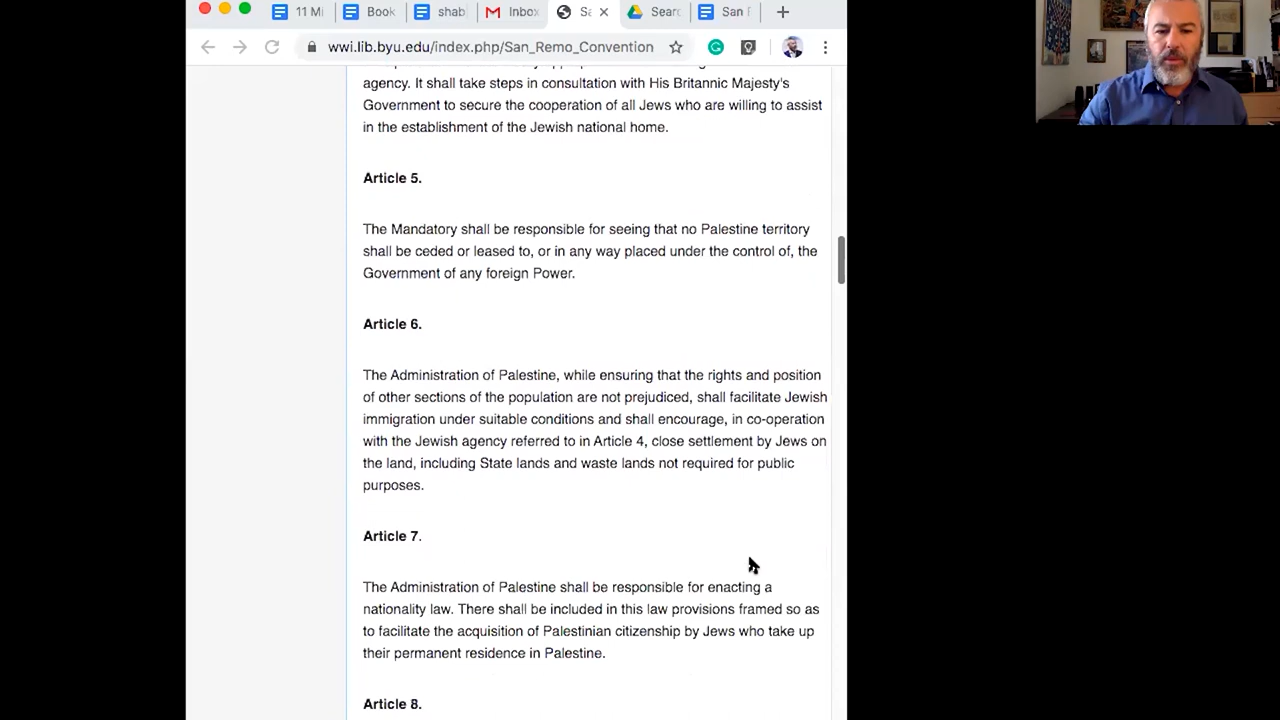 11 Mi
Book
shab
Inbox
Sa
Sear
San
wwi.lib.byu.edu/index.php/San_Remo_Convention
agency. It shall take steps in consultation with His Britannic Majesty's
Government to secure the cooperation of all Jews who are willing to assist
in the establishment of the Jewish national home.
Article 5.
The Mandatory shall be responsible for seeing that no Palestine territory
shall be ceded or leased to, or in any way placed under the control of, the
Government of any foreign Power.
Article 6.
The Administration of Palestine, while ensuring that the rights and position
of other sections of the population are not prejudiced, shall facilitate Jewish
immigration under suitable conditions and shall encourage, in co-operation
with the Jewish agency referred to in Article 4, close settlement by Jews on
the land, including State lands and waste lands not required for public
purposes.
Article 7.
The Administration of Palestine shall be responsible for enacting a
nationality law. There shall be included in this law provisions framed so as
to facilitate the acquisition of Palestinian citizenship by Jews who take up
their permanent residence in Palestine.
Article 8.